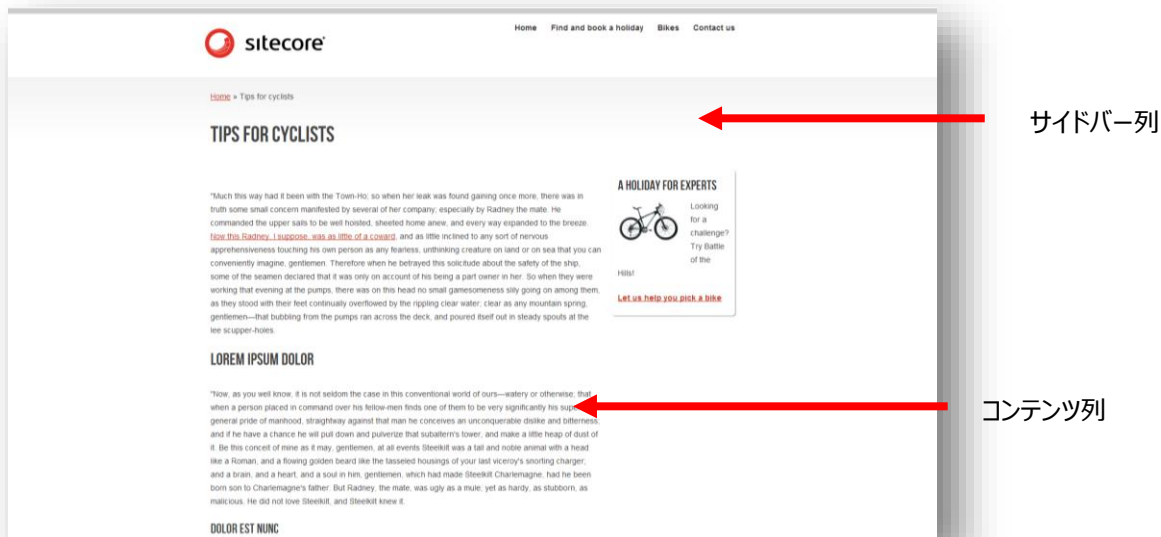 Home Find and book a holiday Bikes Contact us
sitecore
Home » Tips for cyclists
サイドバー列
TIPS FOR CYCLISTS
A HOLIDAY FOR EXPERTS
Looking
for a
challenge?
Try Battle
of the
Hills!
Let us help you pick a bike
"Much this way had it been with the Town-Ho; so when her leak was found gaining once more, there was in
truth some small concern manifested by several of her company; especially by Radney the mate. He
commanded the upper sails to be well hoisted, sheeted home anew, and every way expanded to the breeze.
Now this Radney, I suppose, was as little of a coward, and as little inclined to any sort of nervous
apprehensiveness touching his own person as any fearless, unthinking creature on land or on sea that you can
conveniently imagine, gentlemen. Therefore when he betrayed this solicitude about the safety of the ship,
some of the seamen declared that it was only on account of his being a part owner in her. So when they were
working that evening at the pumps, there was on this head no small gamesomeness slily going on among them,
as they stood with their feet continually overflowed by the rippling clear water; clear as any mountain spring,
gentlemen—that bubbling from the pumps ran across the deck, and poured itself out in steady spouts at the
lee scupper-holes.
LOREM IPSUM DOLOR
コンテンツ列
"Now, as you well know, it is not seldom the case in this conventional world of ours—watery or otherwise; that
when a person placed in command over his fellow-men finds one of them to be very significantly his
general pride of manhood, straightway against that man he conceives an unconquerable dislike and bitterness;
and if he have a chance he will pull down and pulverize that subaltern's tower, and make a little heap of dust of
it. Be this conceit of mine as it may, gentlemen, at all events Steelkilt was a tall and noble animal with a head
like a Roman, and a flowing golden beard like the tasseled housings of your last viceroy's snorting charger;
and a brain, and a heart, and a soul in him, gentlemen, which had made Steelkilt Charlemagne, had he been
born son to Charlemagne's father. But Radney, the mate, was ugly as a mule; yet as hardy, as stubborn, as
malicious. He did not love Steelkilt, and Steelkilt knew it.
DOLOR EST NUNC